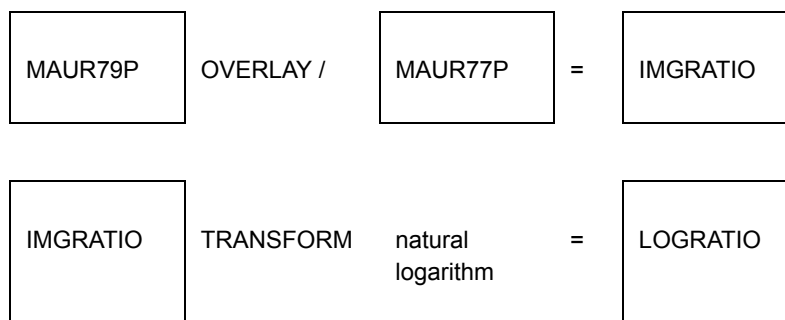 MAUR79P OVERLAY / MAUR77P = IMGRATIO
IMGRATIO TRANSFORM natural = LOGRATIO
logarithm